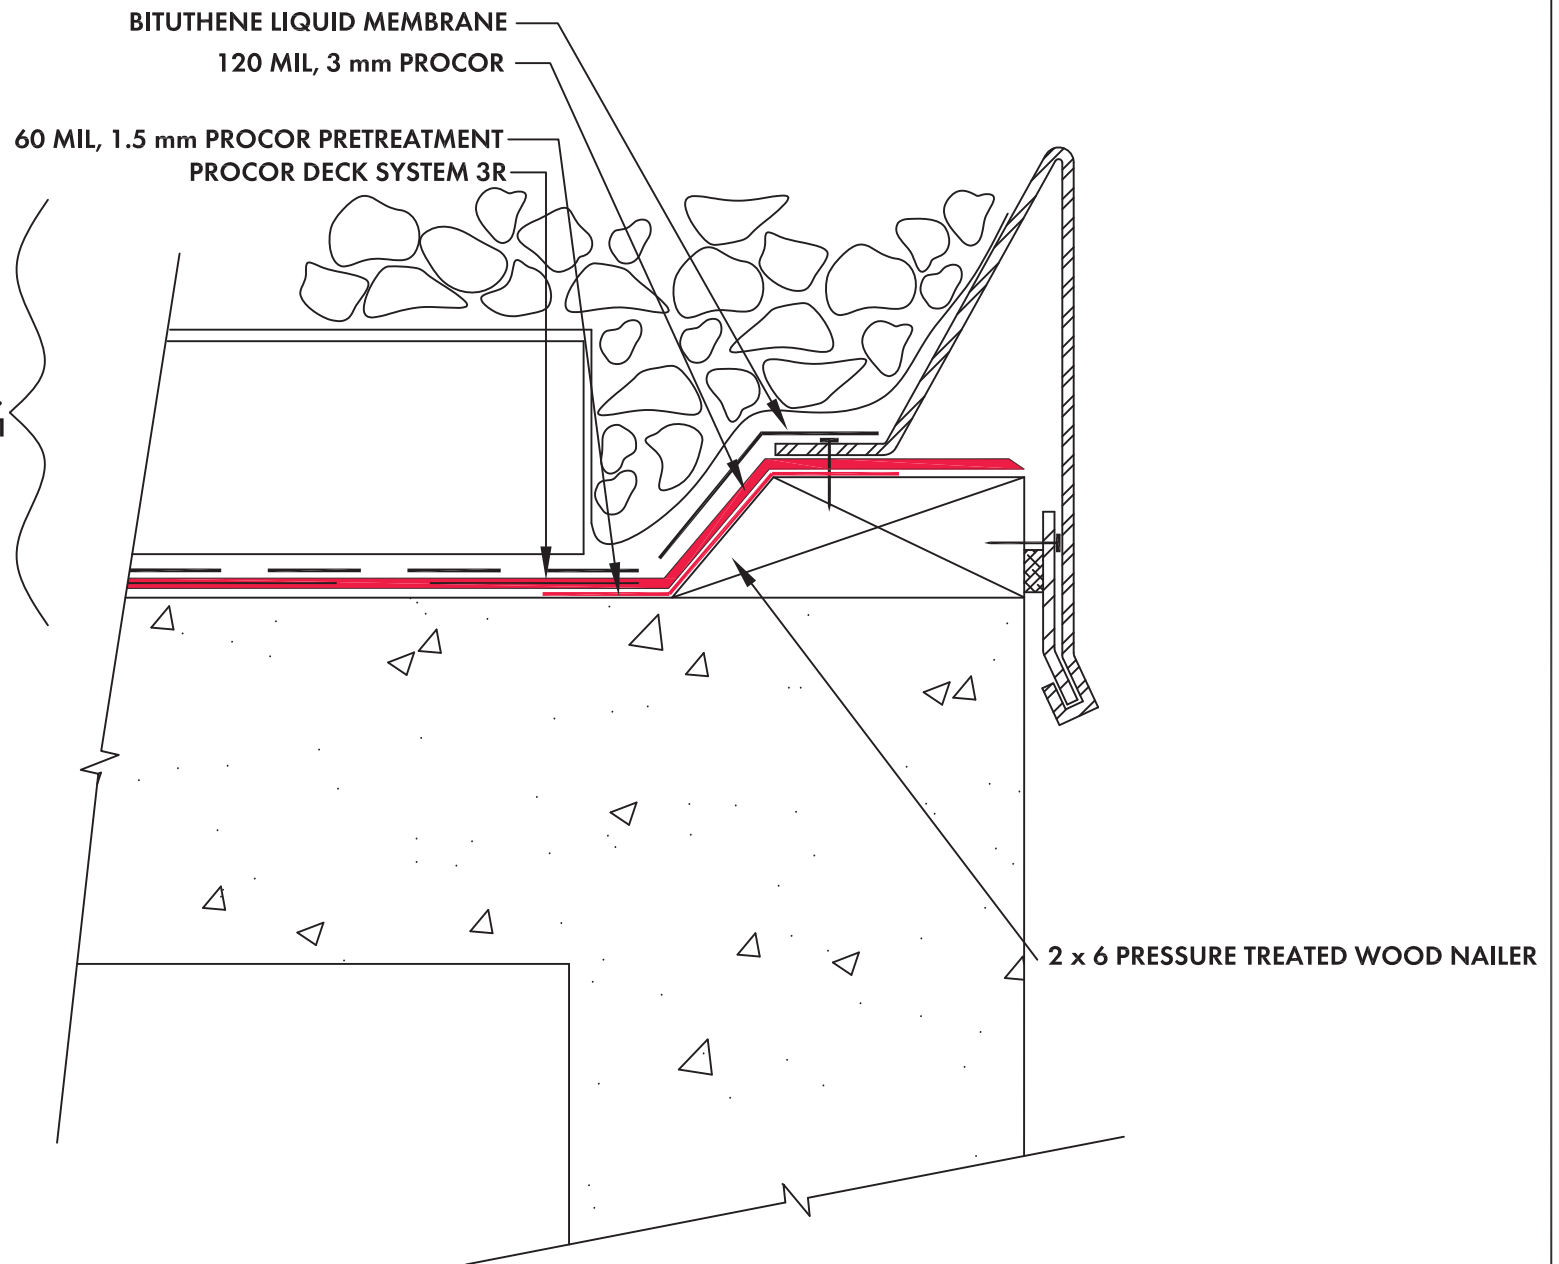 BITUTHENE LIQUID MEMBRANE
120 MIL, 3 mm PROCOR
60 MIL, 1.5 mm PROCOR PRETREATMENT
PROCOR DECK SYSTEM 3R
2 x 6 PRESSURE TREATED WOOD NAILER